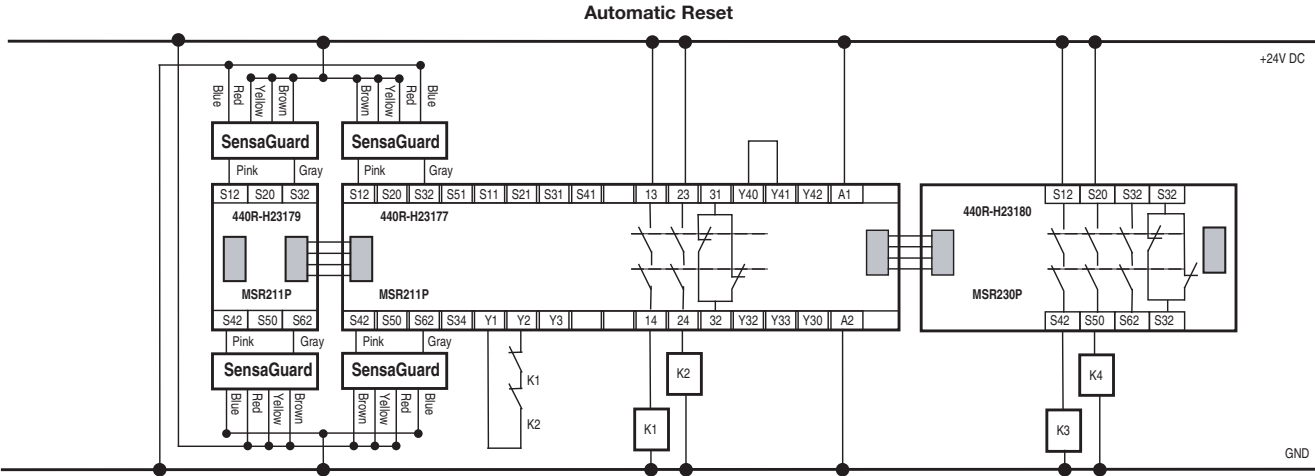 Automatic Reset
+24V DC
Blue
Red
Yellow
Brown
Brown
Yellow
Red
Blue
SensaGuard
SensaGuard
Pink
Gray
Pink
Gray
S12 S20 S32
S12 S20 S32 S51 S11 S21 S31 S41 13 23 31 Y40 Y41 Y42 A1
S12 S20 S32 S32
440R-H23179
440R-H23177
440R-H23180
MSR211P
MSR211P
MSR230P
S42 S50 S62
S42 S50 S62 S34 Y1 Y2 Y3 14 24 32 Y32 Y33 Y30 A2
S42 S50 S62 S32
Pink
Gray
Pink
Gray
SensaGuard
SensaGuard
K1
K2
K2
K4
Blue
Red
Yellow
Brown
Brown
Yellow
Red
Blue
K1
K3
GND